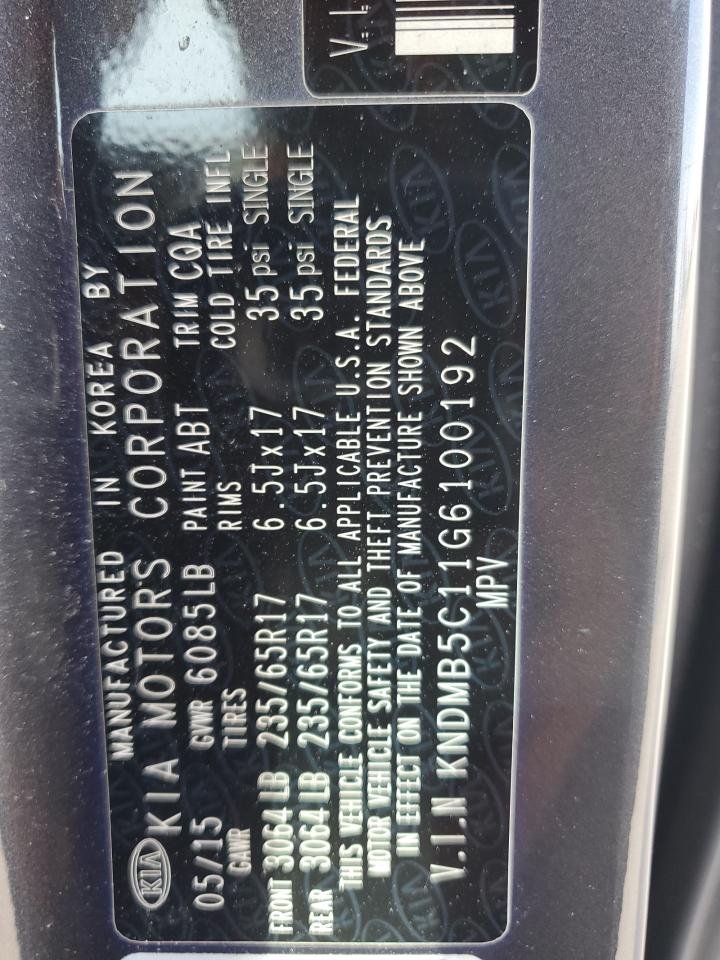 V.I.
MANUFACTURED IN KOREA BY
KIA KIA MOTORS CORPORATION
05/15 GVWR 6085LB PAINT ABT TRIM CQA
GAWR TIRES RIMS COLD TIRE INFL
FRONT 3064LB 235/65R17 6.5Jx17 35 psi SINGLE
REAR 3064LB 235/65R17 6.5Jx17 35 psi SINGLE
THIS VEHICLE CONFORMS TO ALL APPLICABLE U.S.A. FEDERAL
MOTOR VEHICLE SAFETY AND THEFT PREVENTION STANDARDS
IN EFFECT ON THE DATE OF MANUFACTURE SHOWN ABOVE
V.I.N KNDMB5C11G6100192
MPV